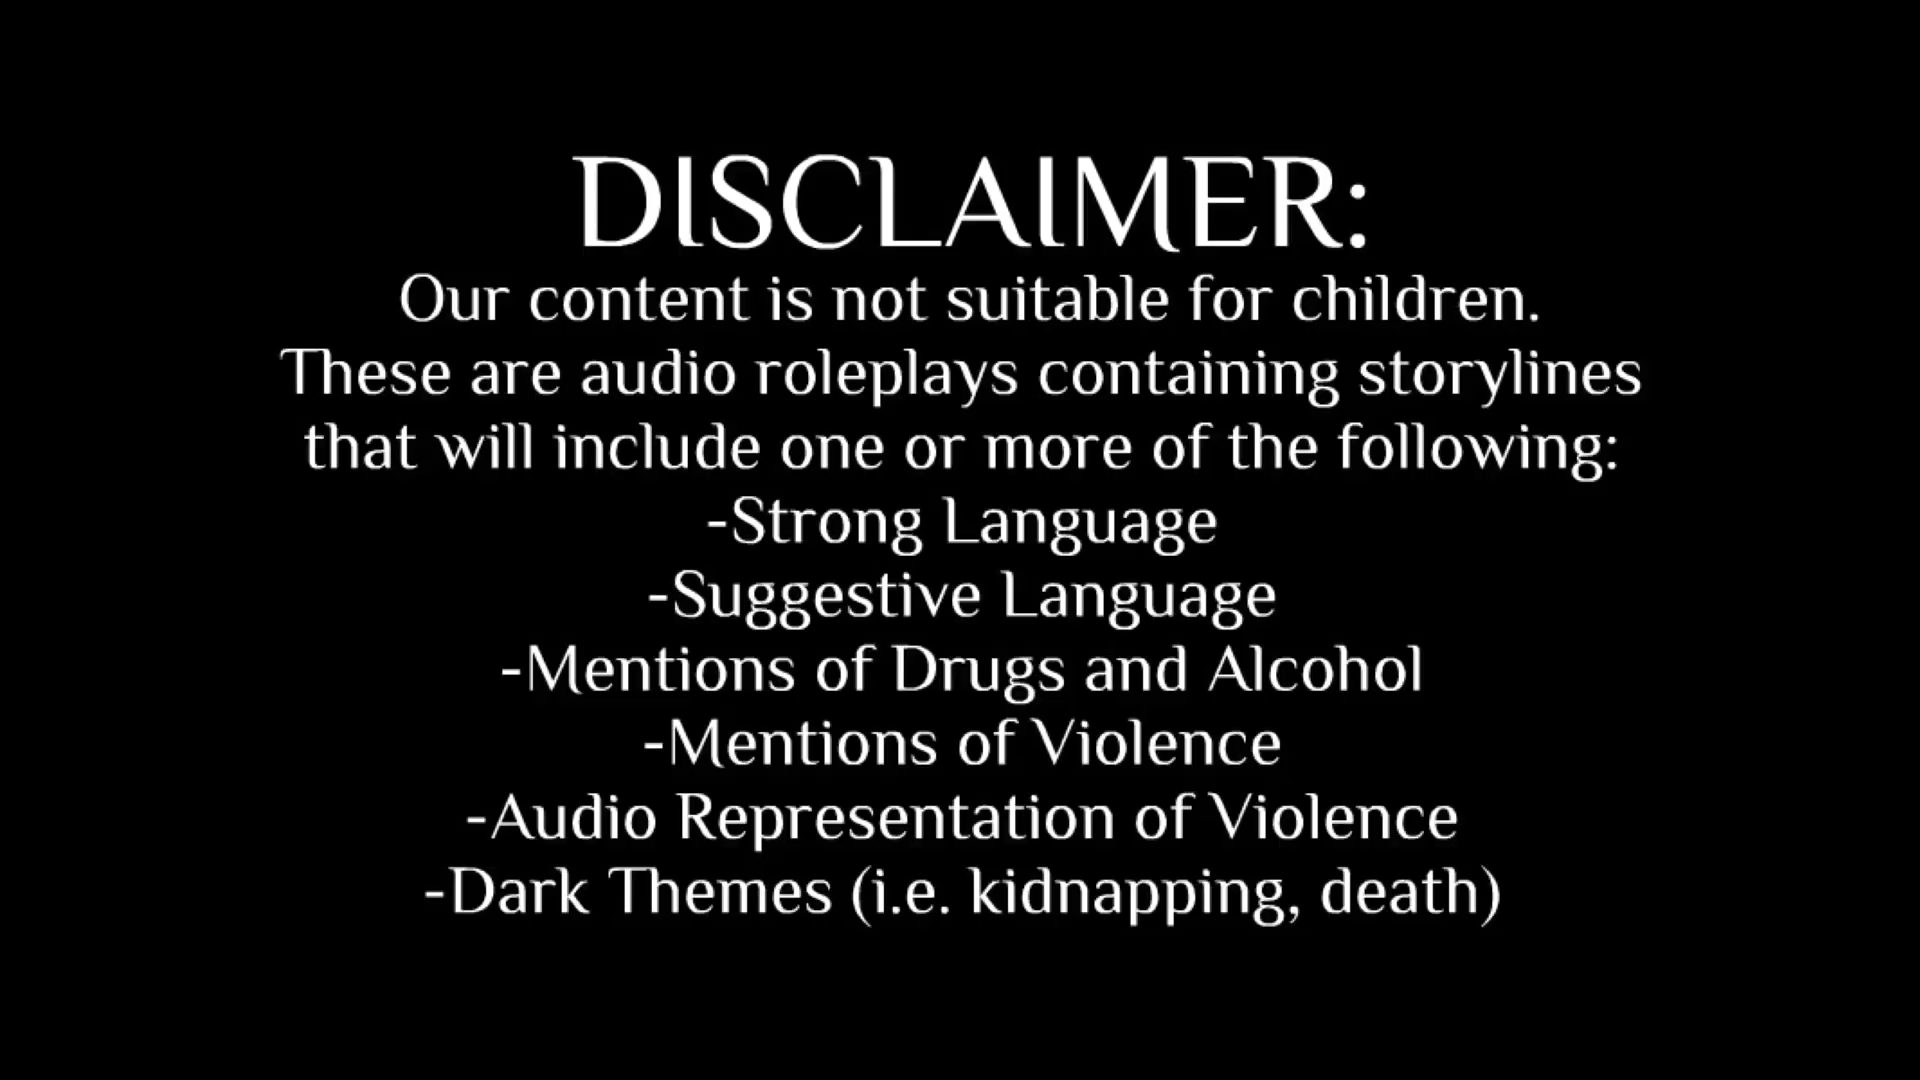 DISCLAIMER:
Our content is not suitable for children.
These are audio roleplays containing storylines
that will include one or more of the following:
-Strong Language
-Suggestive Language
-Mentions of Drugs and Alcohol
-Mentions of Violence
-Audio Representation of Violence
-Dark Themes (i.e. kidnapping, death)